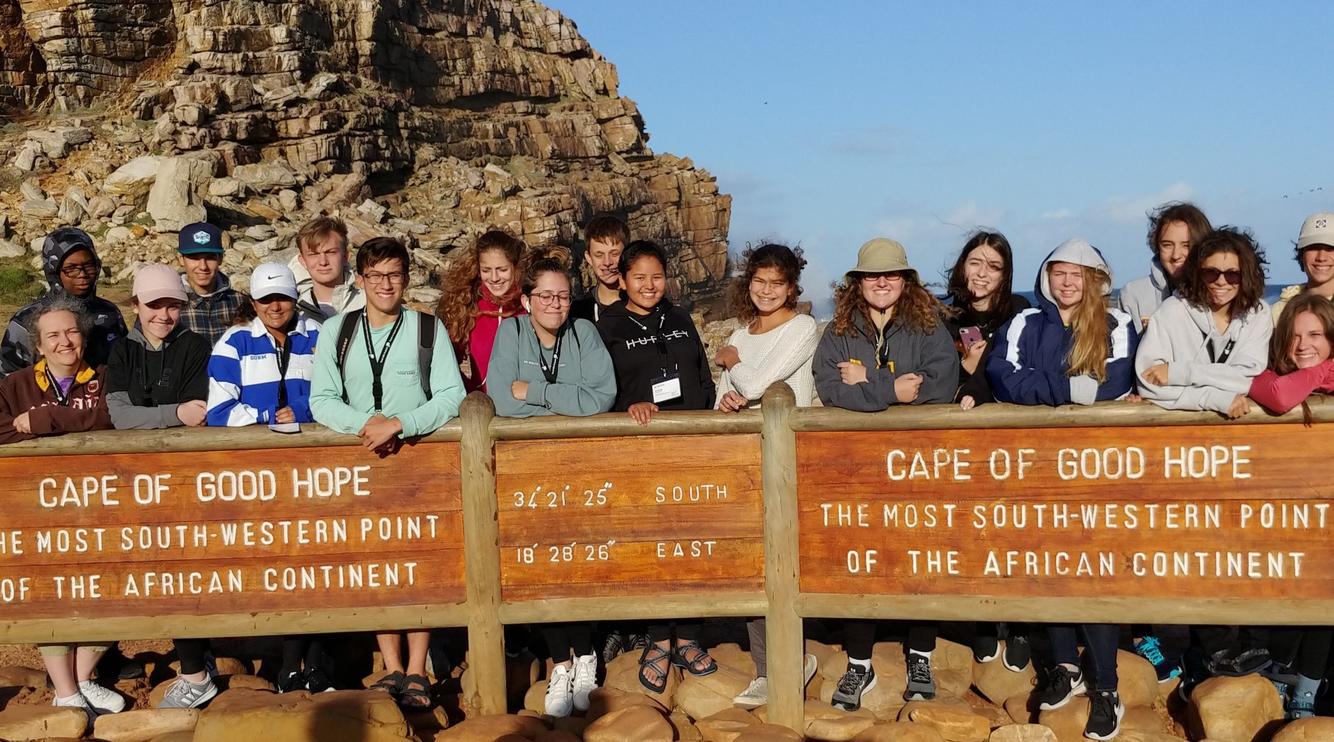 CAPE OF GOOD HOPE
HE MOST SOUTH-WESTERN POINT
OF THE AFRICAN CONTINENT
34° 21' 25" SOUTH
18° 28' 26" EAST
CAPE OF GOOD HOPE
THE MOST SOUTH-WESTERN POINT
OF THE AFRICAN CONTINENT
HURLEY